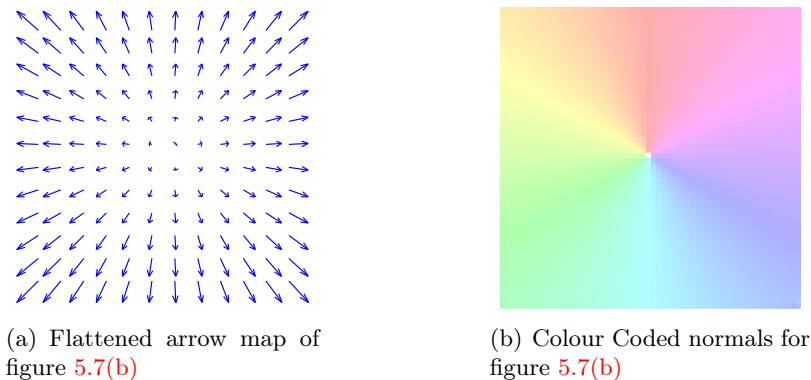 (a) Flattened arrow map of
figure 5.7(b)
(b) Colour Coded normals for
figure 5.7(b)